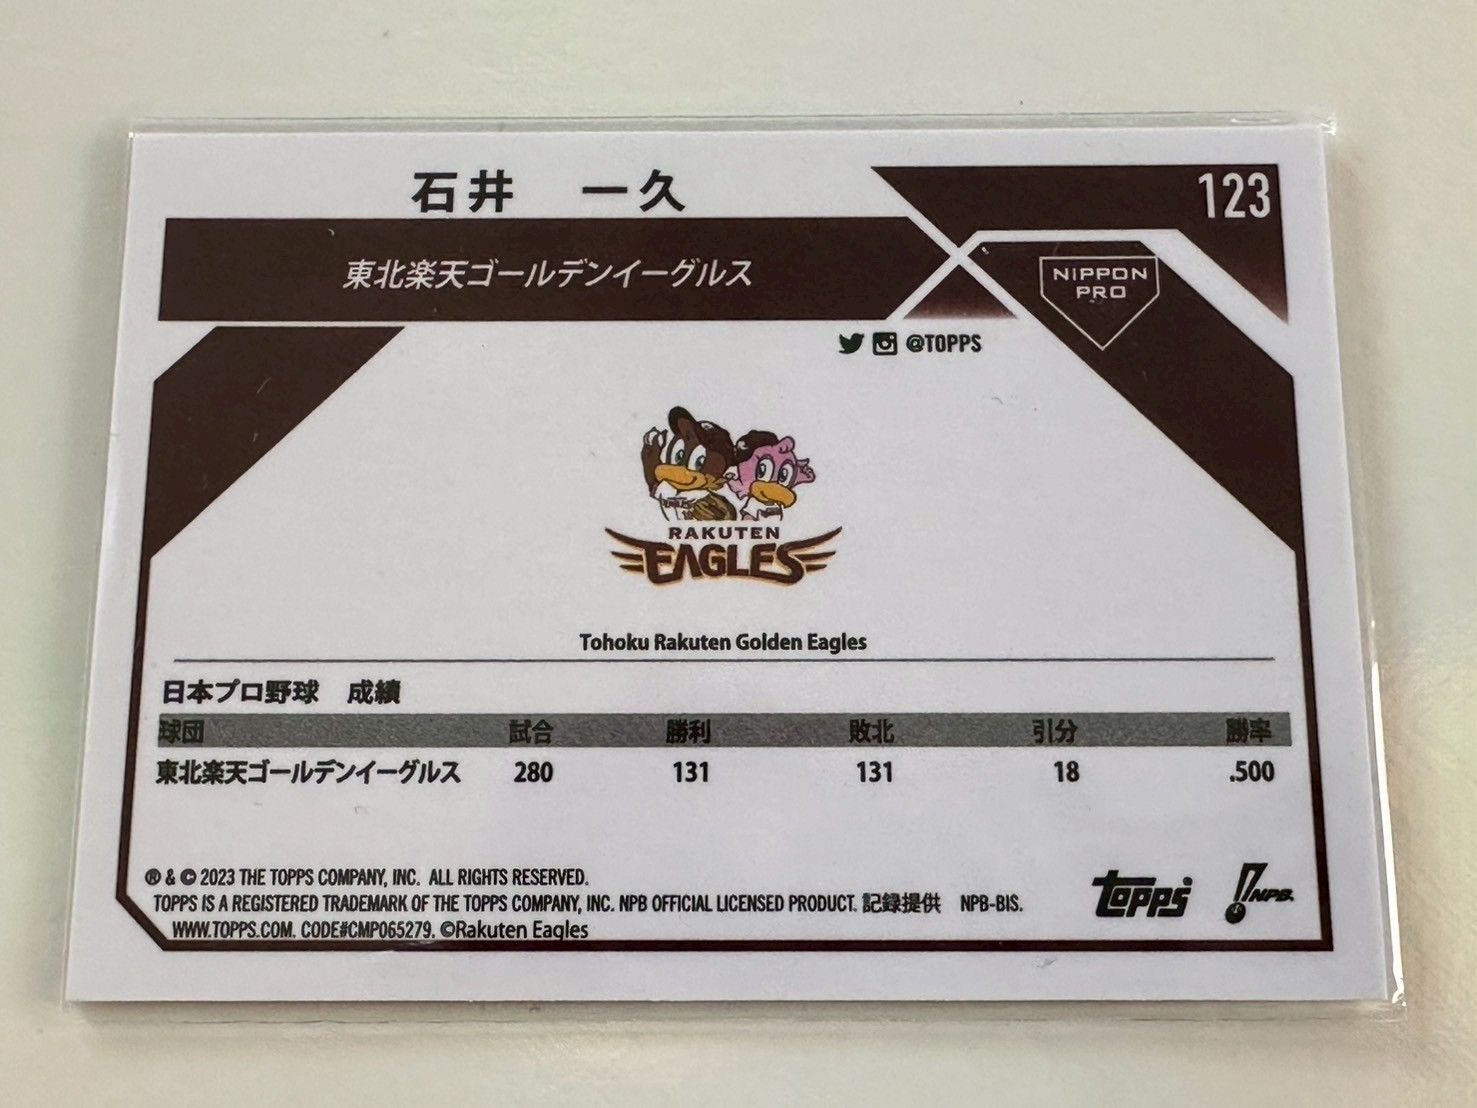 石井 一久
123
東北楽天ゴールデンイーグルス
NIPPON
PRO
@TOPPS
RAKUTEN
EAGLES
Tohoku Rakuten Golden Eagles
日本プロ野球 成績
球団 試合 勝利 敗北 引分 勝率
東北楽天ゴールデンイーグルス 280 131 131 18 .500
® & © 2023 THE TOPPS COMPANY, INC. ALL RIGHTS RESERVED.
TOPPS IS A REGISTERED TRADEMARK OF THE TOPPS COMPANY, INC. NPB OFFICIAL LICENSED PRODUCT. 記録提供 NPB-BIS.
WWW.TOPPS.COM. CODE#CMP065279. ©Rakuten Eagles
topps
NPB